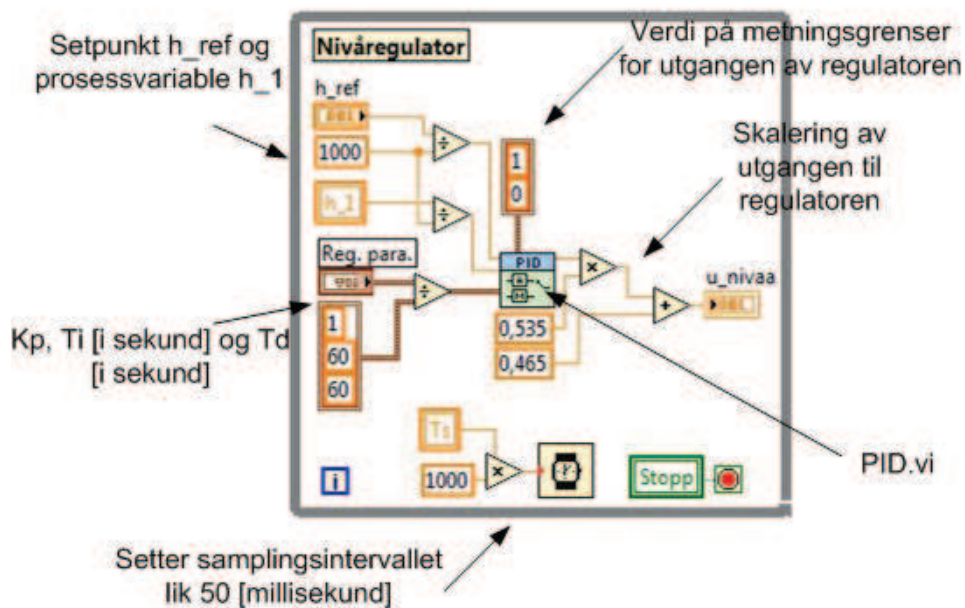 Setpunkt h_ref og
prosessvariable h_1
Nivåregulator
Verdi på metningsgrenser
for utgangen av regulatoren
h_ref
1000
h_1
÷
÷
1
0
Skalering av
utgangen til
regulatoren
Reg. para.
÷
PID
×
+
u_nivaa
0,535
0,465
Kp, Ti [i sekund] og Td
[i sekund]
1
60
60
Ts
1000
×
i
Stopp
PID.vi
Setter samplingsintervallet
lik 50 [millisekund]